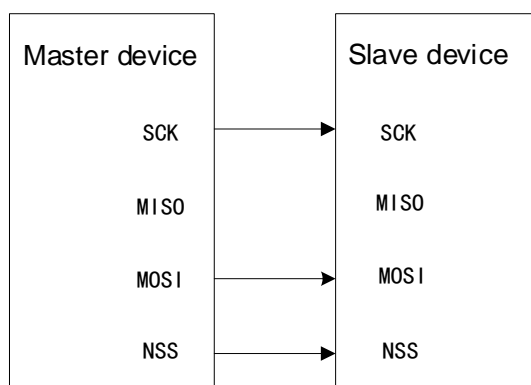 Master device
SCK
MISO
MOSI
NSS
Slave device
SCK
MISO
MOSI
NSS